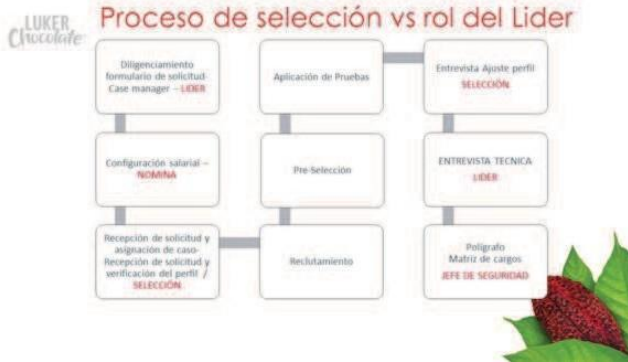 LUKER
Chocolate
Proceso de selección vs rol del Lider
Diligenciamiento
formulario de solicitud-
Case manager – LIDER
Configuración salarial –
NOMINA
Recepción de solicitud y
asignación de caso-
Recepción de solicitud y
verificación del perfil /
SELECCIÓN
Reclutamiento
Pre-Selección
Aplicación de Pruebas
Entrevista Ajuste perfil
SELECCIÓN
ENTREVISTA TECNICA
LIDER
Polígrafo
Matriz de cargos
JEFE DE SEGURIDAD